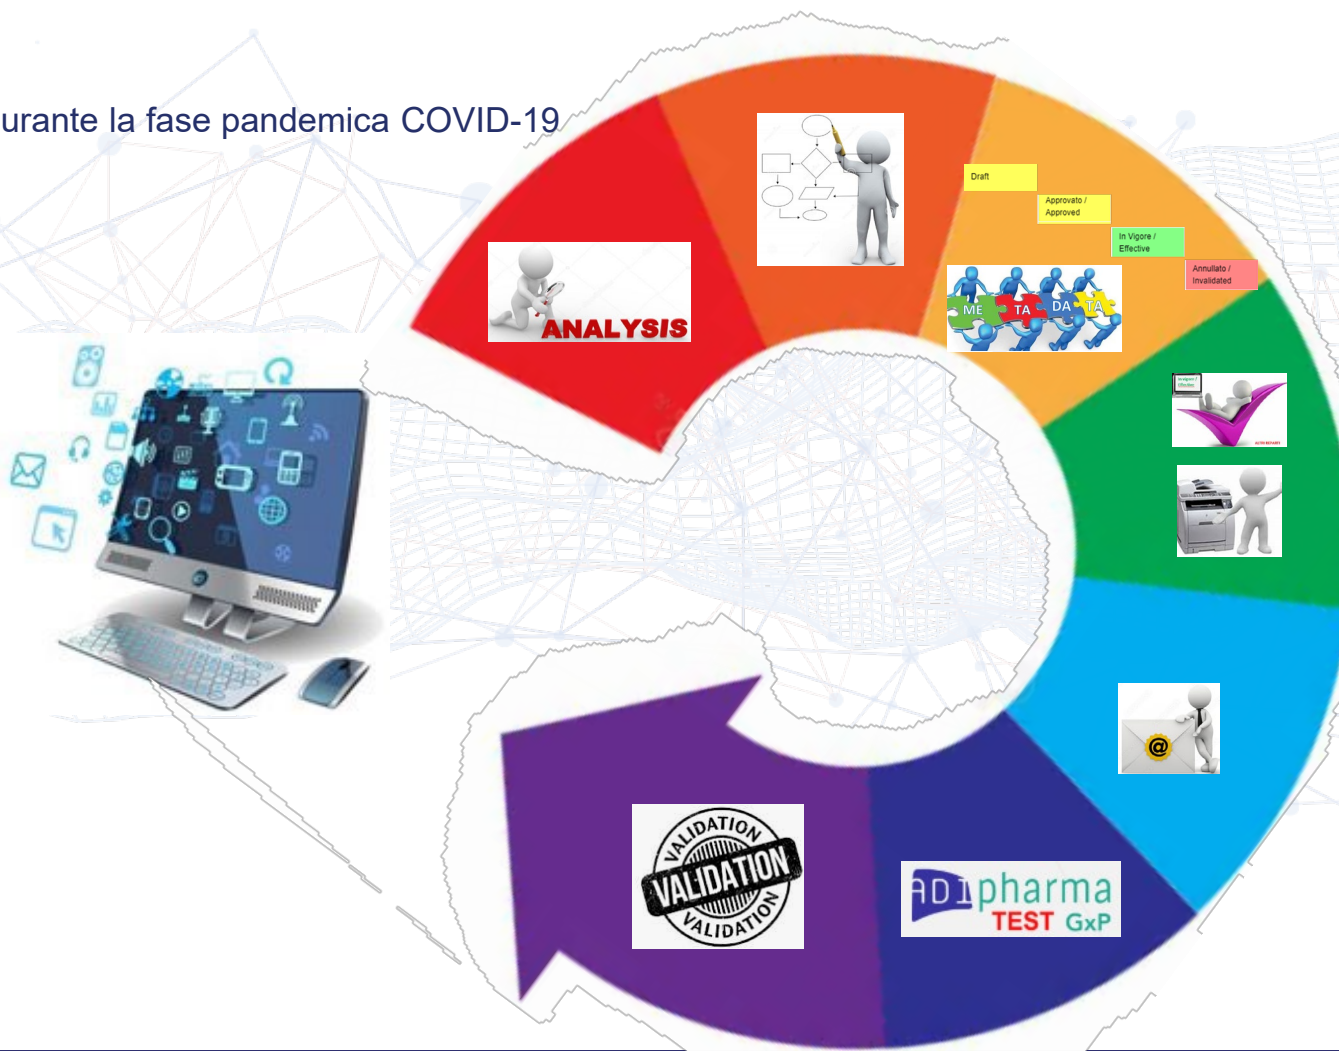 urante la fase pandemica COVID-19
Draft
Approvato /
Approved
In Vigore /
Effective
Annullato /
Invalidated
ANALYSIS
ME TA DA TA
@
VALIDATION
VALIDATION
VALIDATION
ADIpharma
TEST GxP